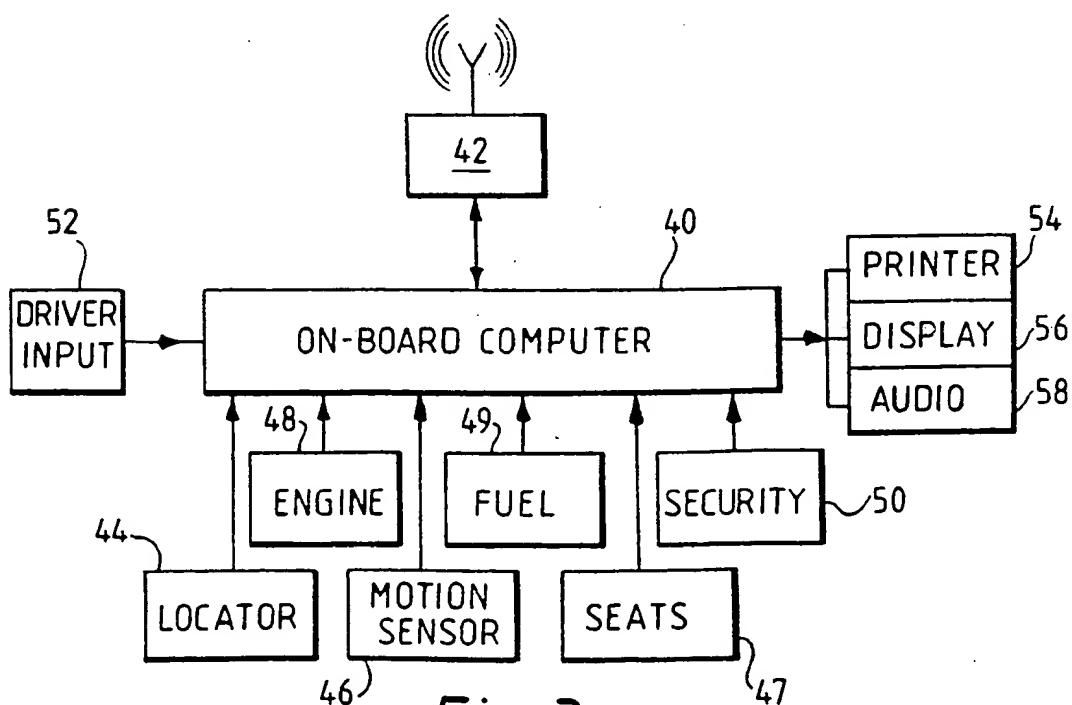 42
52
40
54
DRIVER
INPUT
ON-BOARD COMPUTER
PRINTER
DISPLAY
56
AUDIO
58
48
49
ENGINE
FUEL
SECURITY
50
44
LOCATOR
MOTION
SENSOR
SEATS
46
47